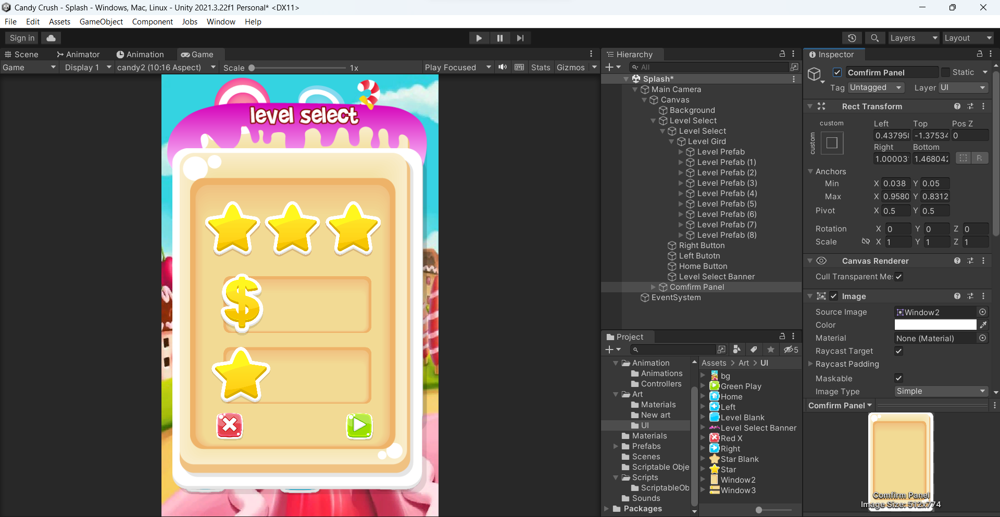 Candy Crush - Splash - Windows, Mac, Linux - Unity 2021.3.22f1 Personal* <DX11>
File Edit Assets GameObject Component Jobs Window Help
Sign in
Layers Layout
Scene Animator Animation Game
Game Display 1 candy2 (10:16 Aspect) Scale 1x Play Focused Stats Gizmos
level select
Hierarchy
All
Splash*
Main Camera
Canvas
Background
Level Select
Level Select
Level Gird
Level Prefab
Level Prefab (1)
Level Prefab (2)
Level Prefab (3)
Level Prefab (4)
Level Prefab (5)
Level Prefab (6)
Level Prefab (7)
Level Prefab (8)
Right Button
Left Butotn
Home Button
Level Select Banner
Comfirm Panel
EventSystem
Project
5
Animation
Animations
Controllers
Art
Materials
New art
UI
Materials
Prefabs
Scenes
Scriptable Obje
Scripts
ScriptableOb
Sounds
Packages
Assets > Art > UI
bg
Green Play
Home
Left
Level Blank
Level Select Banner
Red X
Right
Star Blank
Star
Window2
Window3
Inspector
Comfirm Panel Static
Tag Untagged Layer UI
Rect Transform
custom Left Top Pos Z
custom 0.43795 -1.37534 0
Right Bottom
1.00003 1.46804 R
Anchors
Min X 0.038 Y 0.05
Max X 0.9580 Y 0.8312
Pivot X 0.5 Y 0.5
Rotation X 0 Y 0 Z 0
Scale X 1 Y 1 Z 1
Canvas Renderer
Cull Transparent Me
Image
Source Image Window2
Color
Material None (Material)
Raycast Target
Raycast Padding
Maskable
Image Type Simple
Comfirm Panel
Comfirm Panel
Image Size: 512x774